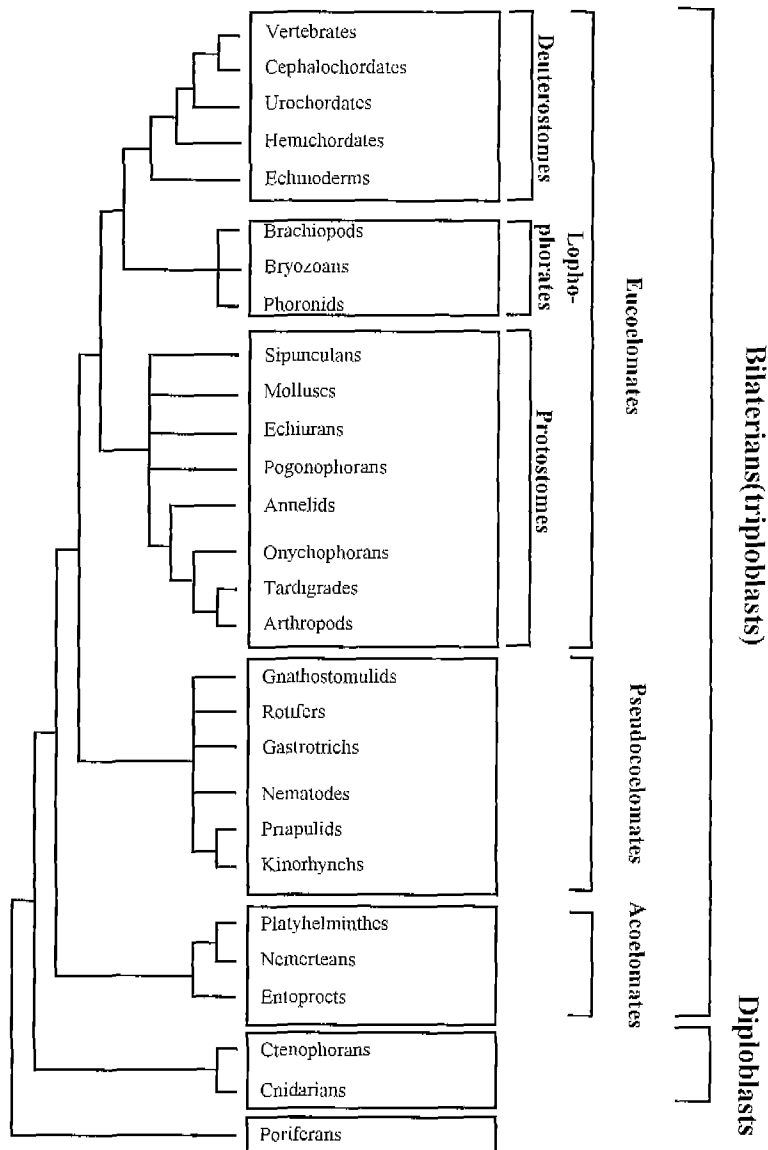 Vertebrates
Cephalochordates
Urochordates
Hemichordates
Echinoderms
Brachiopods
Bryozoans
Phoronids
Sipunculans
Molluscs
Echiurans
Pogonophorans
Annelids
Onychophorans
Tardigrades
Arthropods
Gnathostomulids
Rotifers
Gastrotrichs
Nematodes
Priapulids
Kinorhynchs
Platyhelminthes
Nemerteans
Entoprocts
Ctenophorans
Cnidarians
Poriferans
Deuterostomes
Lopho-
phorates
Protostomes
Eucoelomates
Pseudocoelomates
Acoelomates
Bilaterians(triploblasts)
Diploblasts